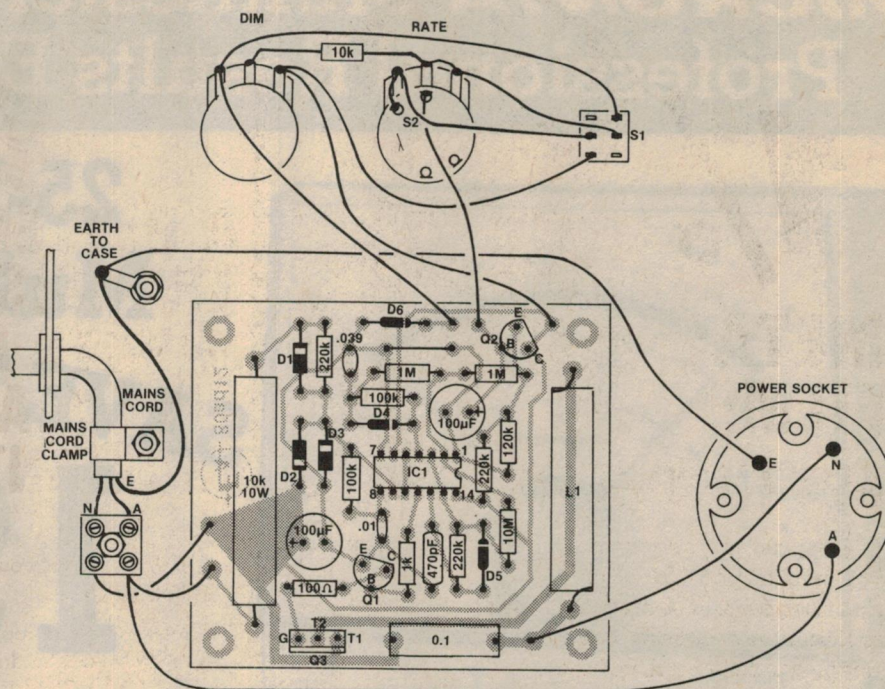 DIM
RATE
10k
S2
S1
EARTH
TO
CASE
MAINS
CORD
MAINS
CORD
CLAMP
E
N
A
POWER SOCKET
E
N
A
D6
E
Q2
B
C
D1
220k
.039
1M
1M
100k
100µF
+
D4
D3
D2
120k
220k
7
1
IC1
8
14
10k
10W
100k
L1
100µF
+
.01
E
C
B
Q1
1k
470pF
220k
D5
10M
100Ω
T2
G
T1
Q3
0.1
80nd12